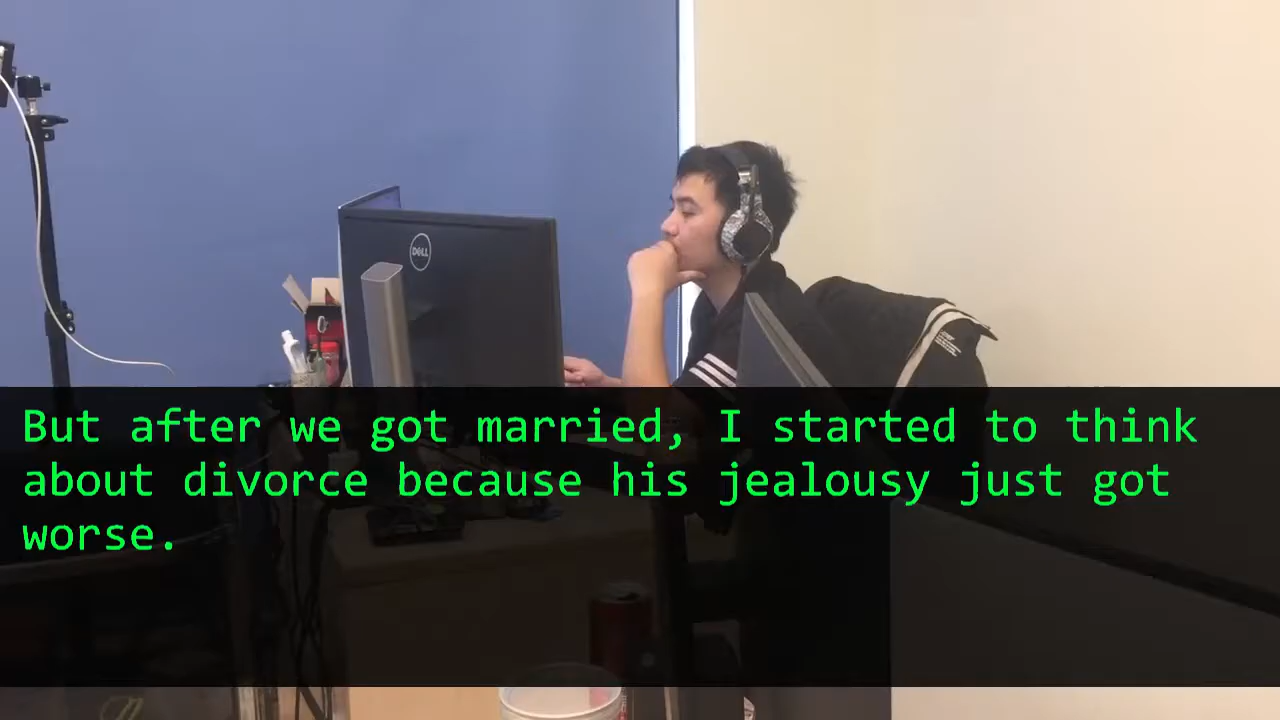 DELL
But after we got married, I started to think
about divorce because his jealousy just got
worse.